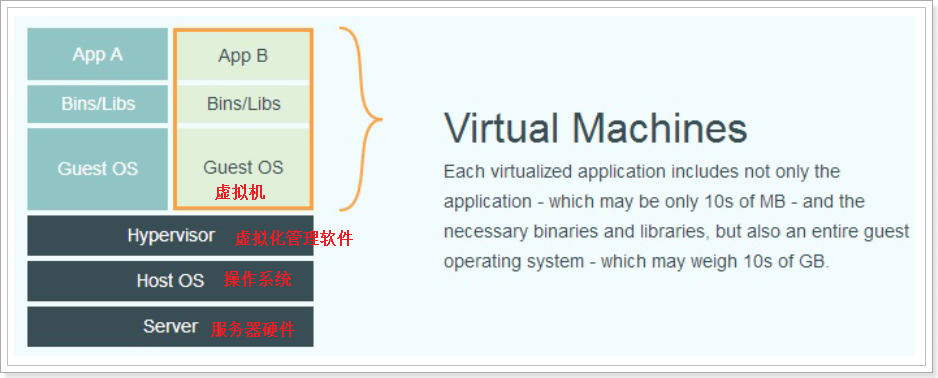 App A
App B
Bins/Libs
Bins/Libs
Guest OS
Guest OS
虚拟机
Hypervisor 虚拟化管理软件
Host OS 操作系统
Server 服务器硬件
Virtual Machines
Each virtualized application includes not only the
application - which may be only 10s of MB - and the
necessary binaries and libraries, but also an entire guest
operating system - which may weigh 10s of GB.